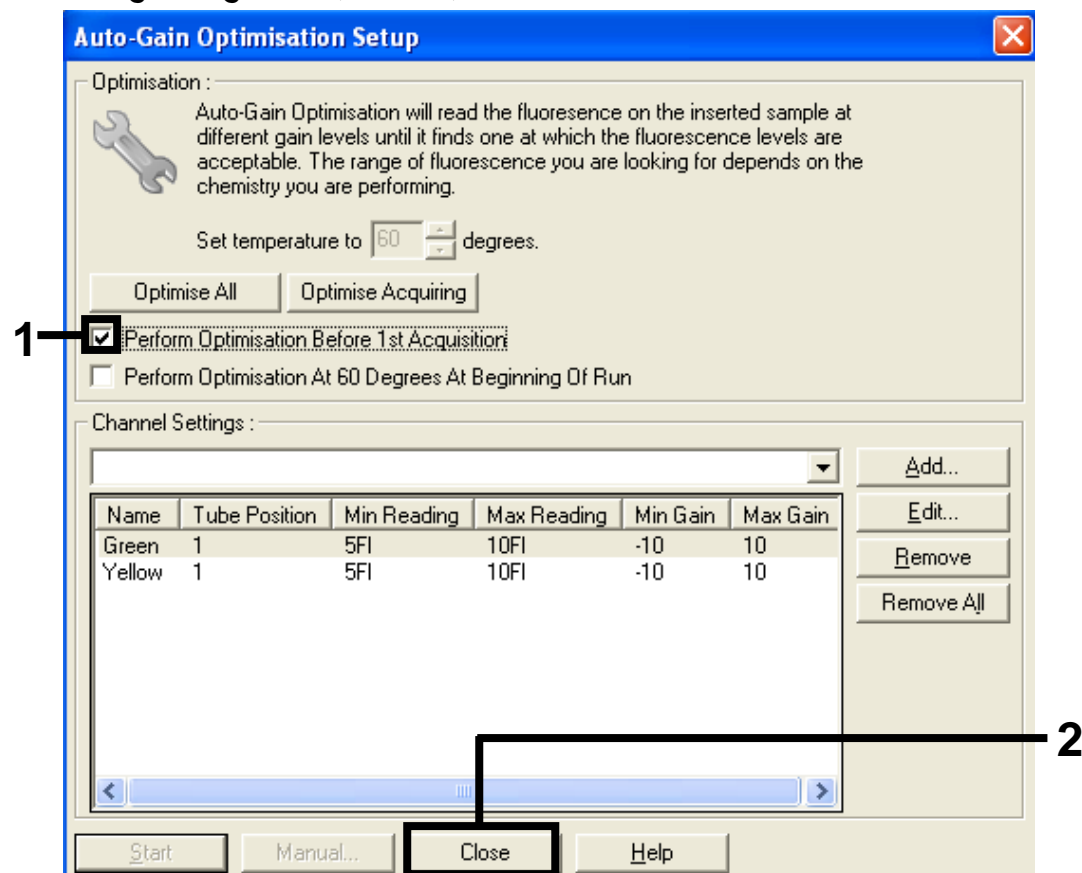 Auto-Gain Optimisation Setup
Optimisation :
Auto-Gain Optimisation will read the fluoresence on the inserted sample at
different gain levels until it finds one at which the fluorescence levels are
acceptable. The range of fluorescence you are looking for depends on the
chemistry you are performing.
Set temperature to 60 degrees.
Optimise All Optimise Acquiring
1 Perform Optimisation Before 1st Acquisition
Perform Optimisation At 60 Degrees At Beginning Of Run
Channel Settings :
Add...
Name Tube Position Min Reading Max Reading Min Gain Max Gain Edit...
Green 1 5Fl 10Fl -10 10
Remove
Yellow 1 5Fl 10Fl -10 10
Remove All
2
Start Manual... Close Help